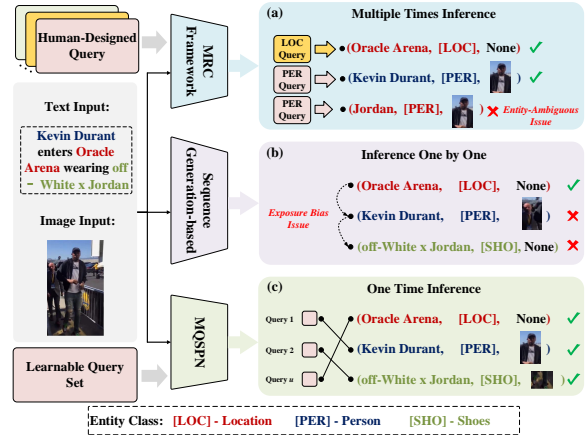 Human-Designed
Query
Text Input:
Kevin Durant
enters Oracle
Arena wearing off
- White x Jordan
Image Input:
Learnable Query
Set
MRC
Framework
Sequence
Generation-based
MQSPN
(a)
Multiple Times Inference
LOC
Query
(Oracle Arena, [LOC], None)
PER
Query
(Kevin Durant, [PER], )
PER
Query
(Jordan, [PER], )
Entity-Ambiguous
Issue
(b)
Inference One by One
Exposure Bias
Issue
(Oracle Arena, [LOC], None)
(Kevin Durant, [PER], )
(off-White x Jordan, [SHO], None)
(c)
One Time Inference
Query 1
(Oracle Arena, [LOC], None)
Query 2
(Kevin Durant, [PER], )
Query u
(off-White x Jordan, [SHO], )
Entity Class: [LOC] - Location [PER] - Person [SHO] - Shoes